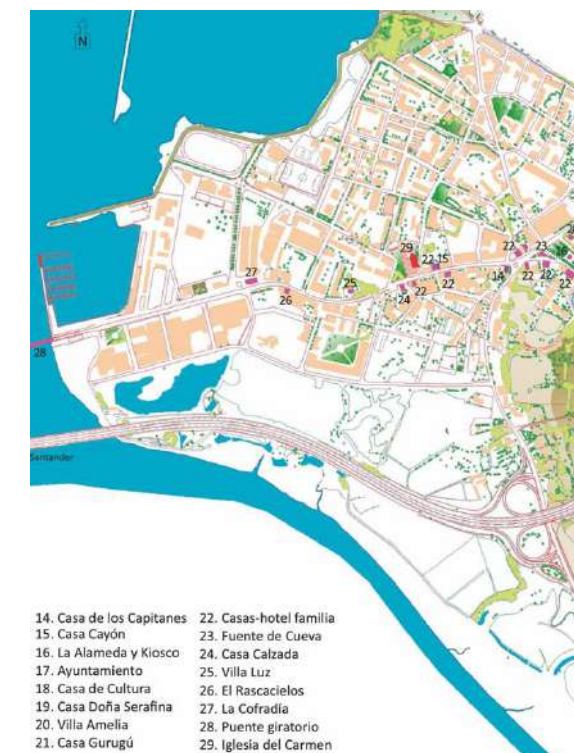 N
29
22
15
22
23
16
27
26
25
24
22
22
14
22
22
22
28
Santander
14. Casa de los Capitanes
15. Casa Cayón
16. La Alameda y Kiosco
17. Ayuntamiento
18. Casa de Cultura
19. Casa Doña Serafina
20. Villa Amelia
21. Casa Gurugú
22. Casas-hotel familia
23. Fuente de Cueva
24. Casa Calzada
25. Villa Luz
26. El Rascacielos
27. La Cofradía
28. Puente giratorio
29. Iglesia del Carmen